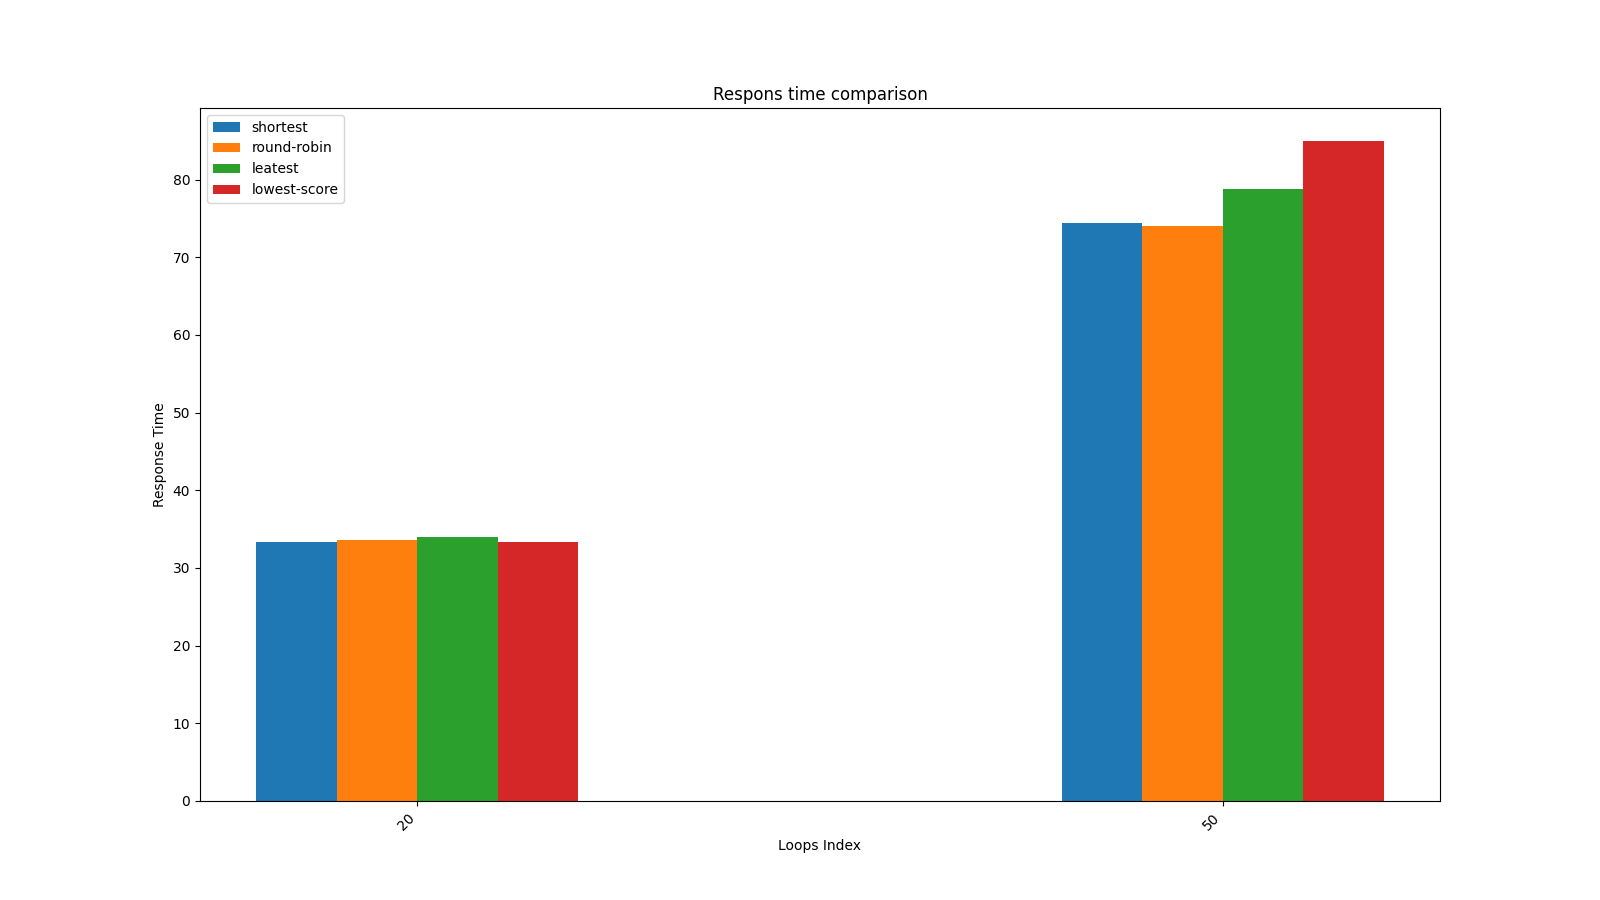 Respons time comparison
shortest
round-robin
leatest
lowest-score
80
70
60
50
40
30
20
10
0
Response Time
20
50
Loops Index